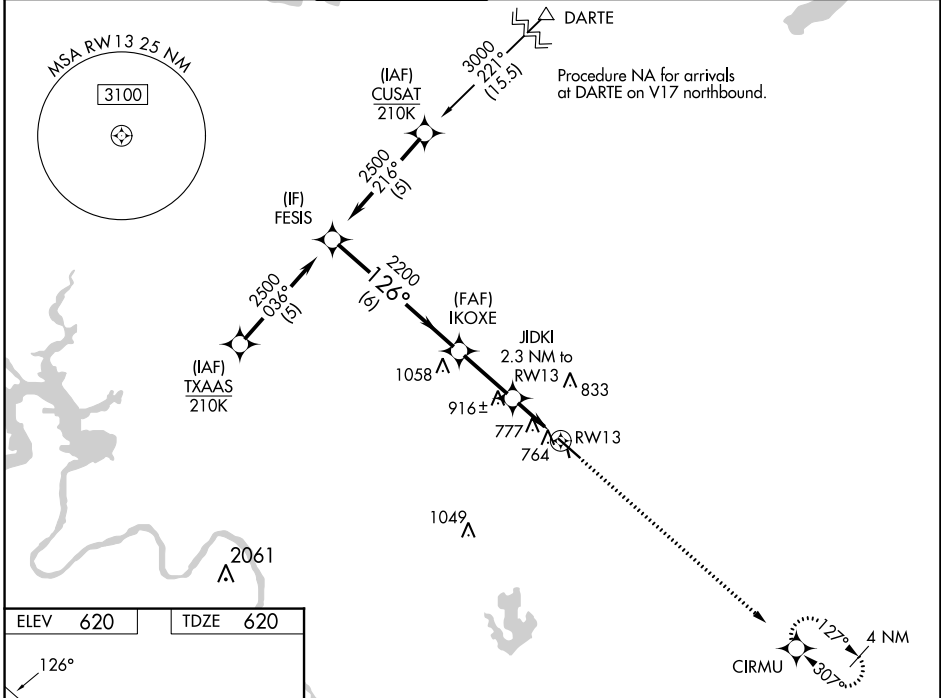 DARTE
MSA RW13 25 NM
3100
3000
221°
(15.5)
Procedure NA for arrivals
at DARTE on V17 northbound.
(IAF)
CUSAT
210K
2500
216°
(5)
(IF)
FESIS
2500
036°
(5)
2200
126°
(6)
(IAF)
TXAAS
210K
(FAF)
IKOXE
1058
JIDKI
2.3 NM to
RW13
833
916±
777
764
RW13
1049
2061
ELEV 620
TDZE 620
126°
127°
4 NM
307°
CIRMU